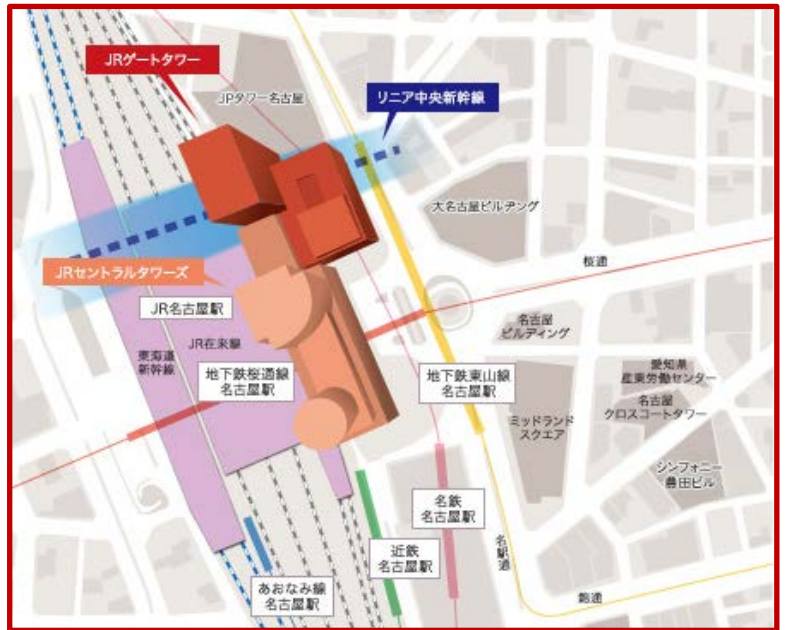 JRゲートタワー
JPタワー名古屋
リニア中央新幹線
大名古屋ビルヂング
桜通
JRセントラルタワーズ
JR名古屋駅
JR在来線
東海道
新幹線
地下鉄桜通線
名古屋駅
地下鉄東山線
名古屋駅
名古屋
ビルディング
愛知県
産東労働センター
名古屋
クロスコートタワー
ミッドランド
スクエア
シンフォニー
豊田ビル
名鉄
名古屋駅
近鉄
名古屋駅
名駅通
あおなみ線
名古屋駅